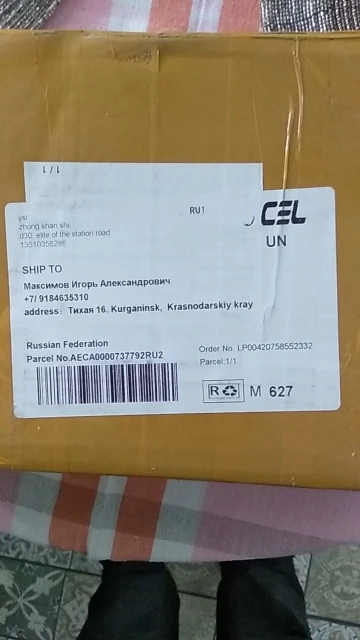 1/1
yst
zhong shan shi,
d30, elite of the station road
13510356286
RU1
CEL
UN
SHIP TO
Максимов Игорь Александрович
+7/ 9184635310
address: Тихая 16, Kurganinsk, Krasnodarskiy kray
Russian Federation
Parcel No.AECA0000737792RU2
Order No. LP00420758552332
Parcel:1/1
R M 627